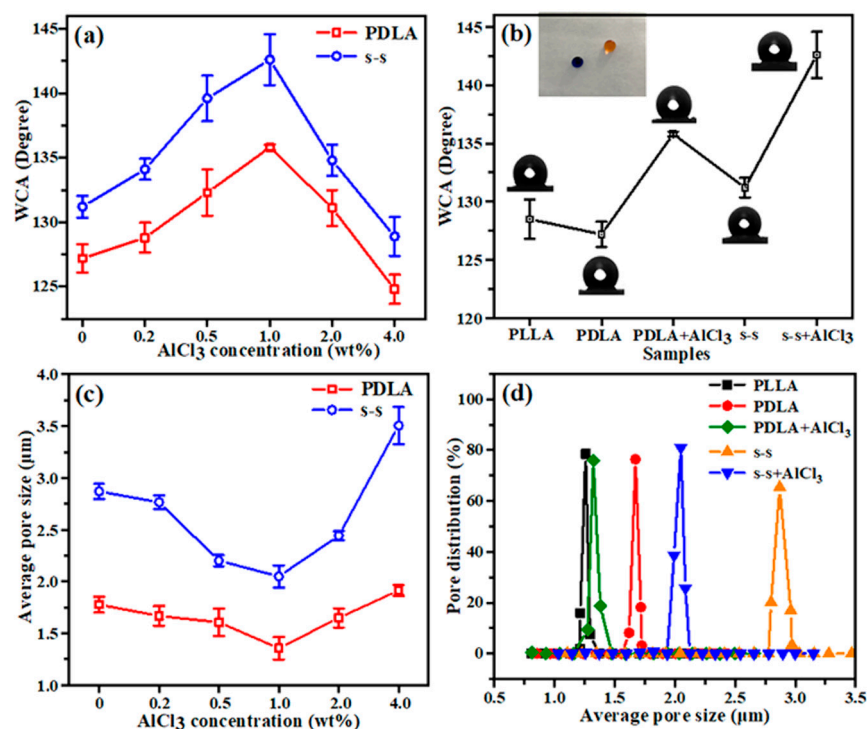 (a)
PDLA
s-s
145
140
135
130
125
WCA (Degree)
0 0.2 0.5 1.0 2.0 4.0
AlCl3 concentration (wt%)
(b)
145
140
135
130
125
120
WCA (Degree)
PLLA PDLA PDLA+AlCl3 s-s s-s+AlCl3
Samples
(c)
PDLA
s-s
4.0
3.5
3.0
2.5
2.0
1.5
1.0
Average pore size (μm)
0 0.2 0.5 1.0 2.0 4.0
AlCl3 concentration (wt%)
(d)
PLLA
PDLA
PDLA+AlCl₃
s-s
s-s+AlCl₃
100
80
60
40
20
0
Pore distribution (%)
0.5 1.0 1.5 2.0 2.5 3.0 3.5
Average pore size (μm)